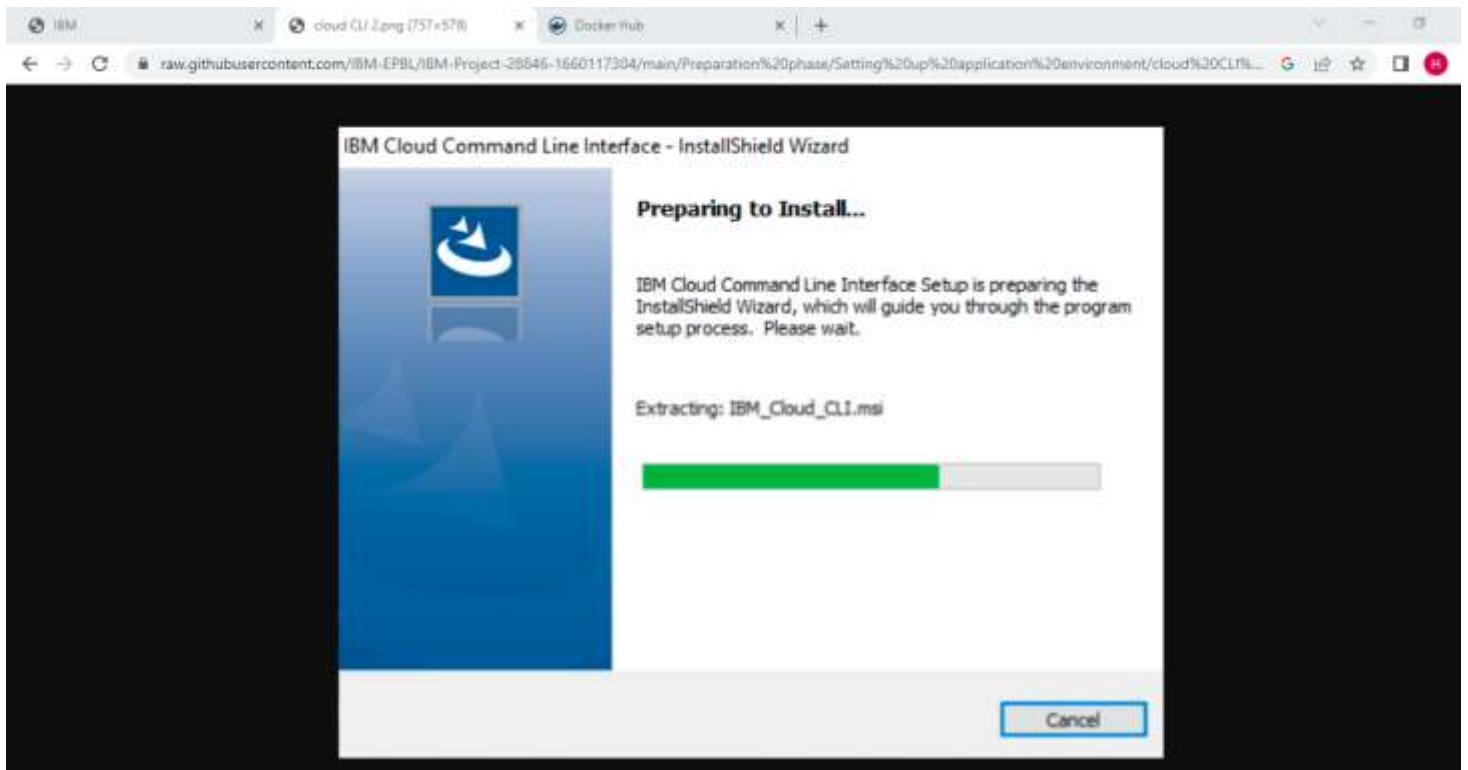 IBM
cloud CLI 2.png (757×578)
Docker Hub
raw.githubusercontent.com/IBM-EPBL/IBM-Project-28846-1660117304/main/Preparation%20phase/Setting%20up%20application%20environment/cloud%20CLI%...
H
IBM Cloud Command Line Interface - InstallShield Wizard
Preparing to Install...
IBM Cloud Command Line Interface Setup is preparing the
InstallShield Wizard, which will guide you through the program
setup process. Please wait.
Extracting: IBM_Cloud_CLI.msi
Cancel